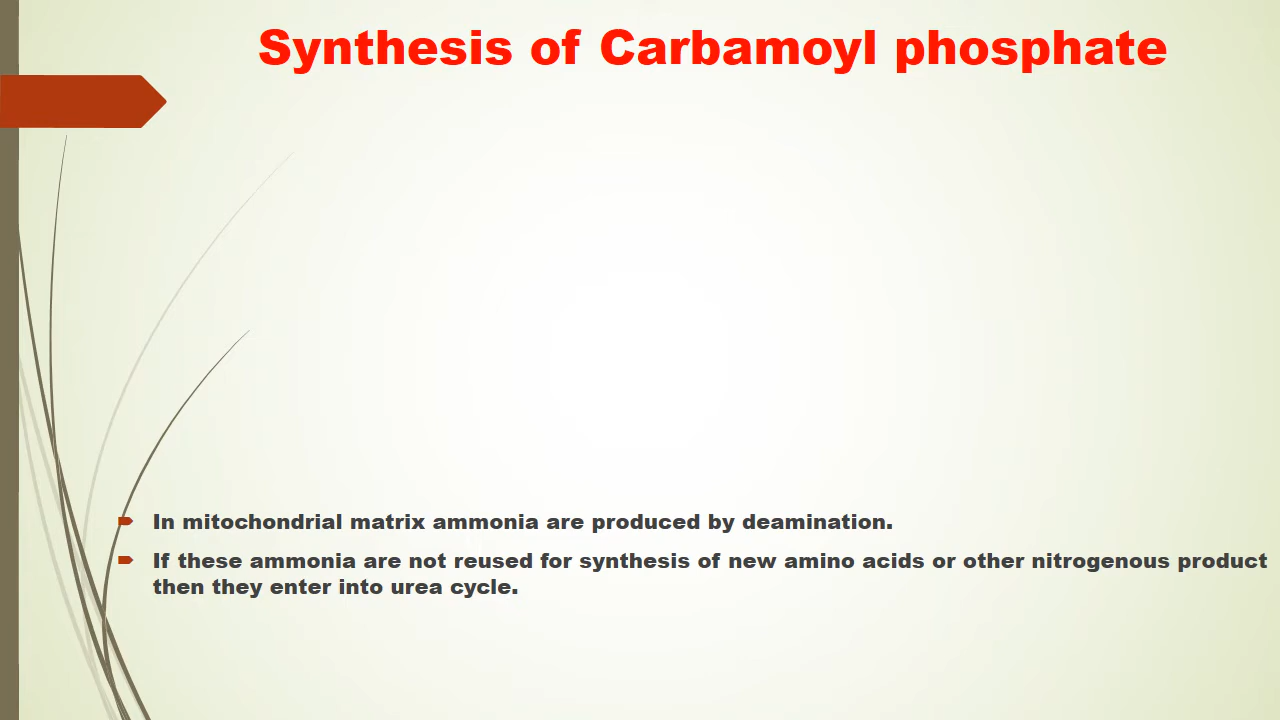 Synthesis of Carbamoyl phosphate
In mitochondrial matrix ammonia are produced by deamination.
If these ammonia are not reused for synthesis of new amino acids or other nitrogenous product
then they enter into urea cycle.